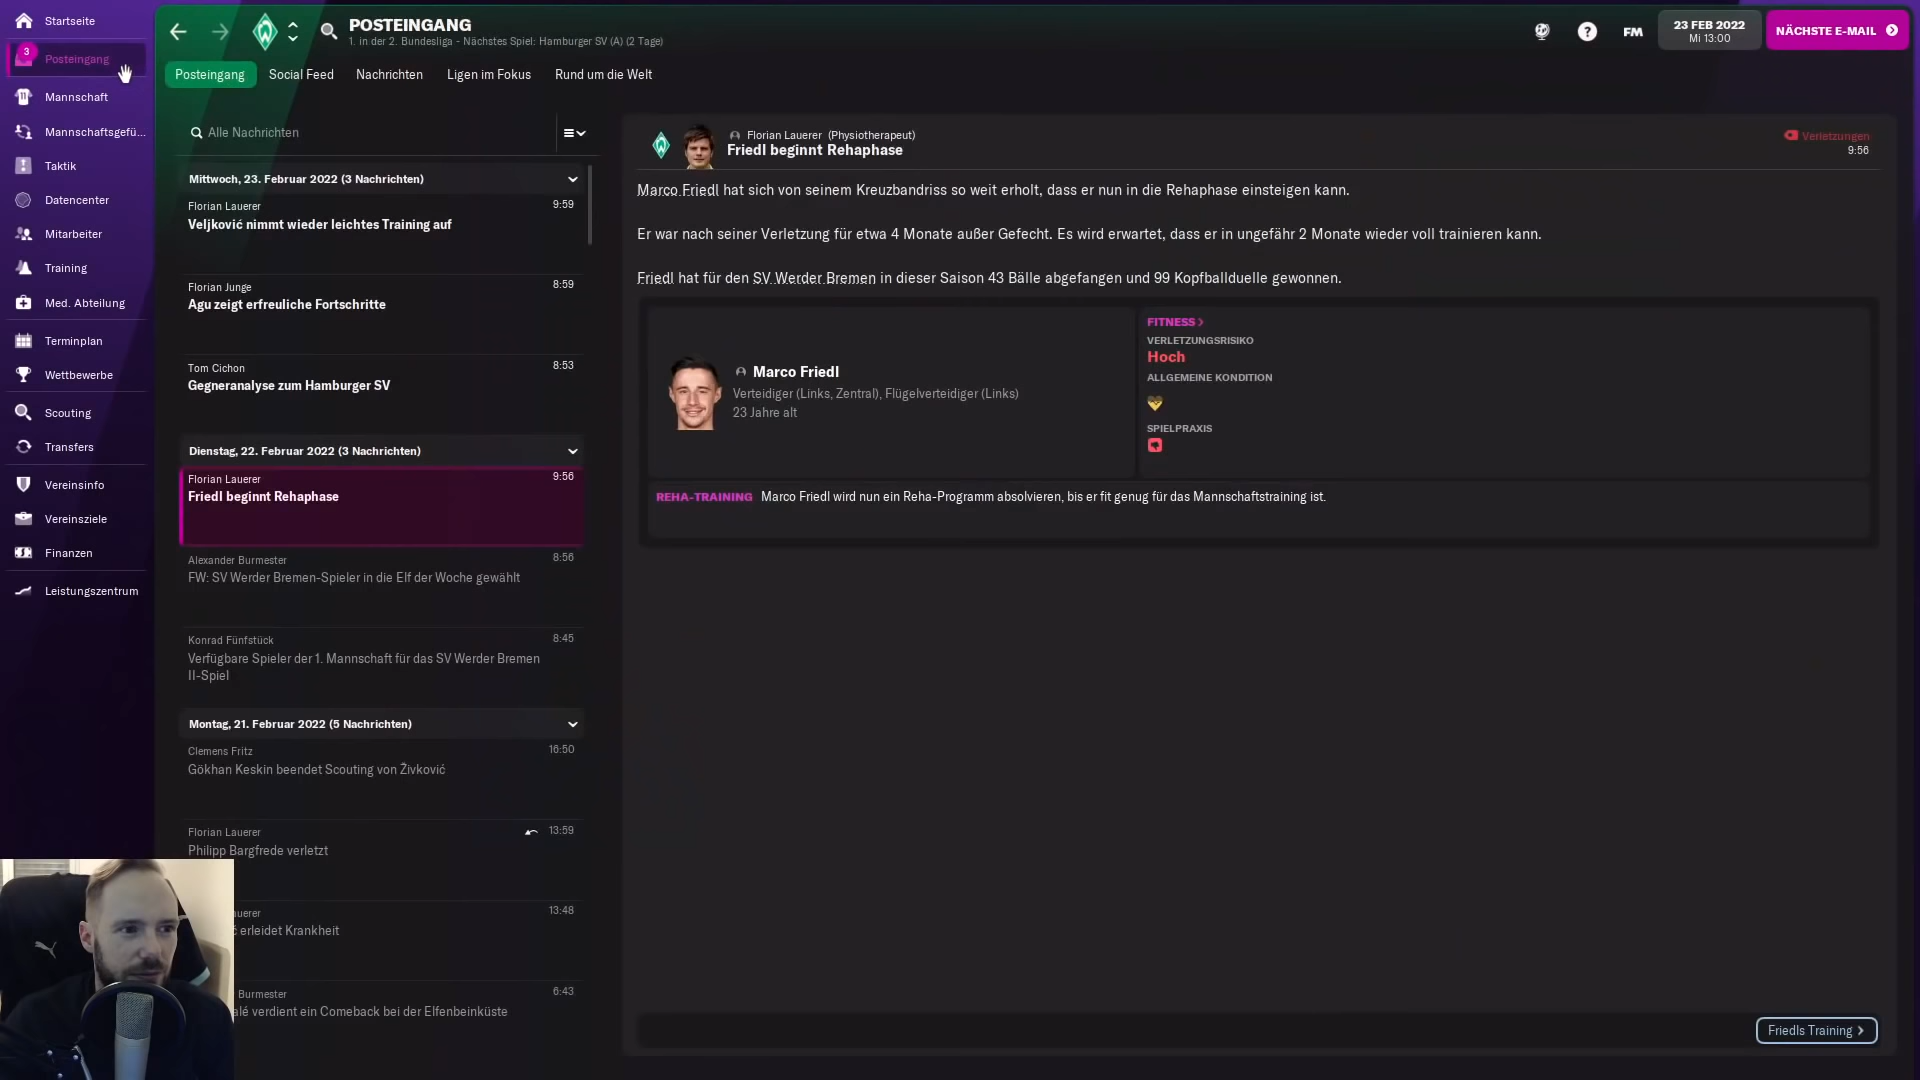 Startseite
3
Posteingang
Mannschaft
Mannschaftsgefü...
Taktik
Datencenter
Mitarbeiter
Training
Med. Abteilung
Terminplan
Wettbewerbe
Scouting
Transfers
Vereinsinfo
Vereinsziele
Finanzen
Leistungszentrum
POSTEINGANG
1. in der 2. Bundesliga - Nächstes Spiel: Hamburger SV (A) (2 Tage)
FM
23 FEB 2022
Mi 13:00
NÄCHSTE E-MAIL
Posteingang
Social Feed
Nachrichten
Ligen im Fokus
Rund um die Welt
Alle Nachrichten
Mittwoch, 23. Februar 2022 (3 Nachrichten)
Florian Lauerer 9:59
Veljković nimmt wieder leichtes Training auf
Florian Junge 8:59
Agu zeigt erfreuliche Fortschritte
Tom Cichon 8:53
Gegneranalyse zum Hamburger SV
Dienstag, 22. Februar 2022 (3 Nachrichten)
Florian Lauerer 9:56
Friedl beginnt Rehaphase
Alexander Burmester 8:56
FW: SV Werder Bremen-Spieler in die Elf der Woche gewählt
Konrad Fünfstück 8:45
Verfügbare Spieler der 1. Mannschaft für das SV Werder Bremen
II-Spiel
Montag, 21. Februar 2022 (5 Nachrichten)
Clemens Fritz 16:50
Gökhan Keskin beendet Scouting von Živković
Florian Lauerer 13:59
Philipp Bargfrede verletzt
auerer 13:48
ć erleidet Krankheit
Burmester 6:43
alé verdient ein Comeback bei der Elfenbeinküste
Florian Lauerer (Physiotherapeut)
Friedl beginnt Rehaphase
Verletzungen
9:56
Marco Friedl hat sich von seinem Kreuzbandriss so weit erholt, dass er nun in die Rehaphase einsteigen kann.
Er war nach seiner Verletzung für etwa 4 Monate außer Gefecht. Es wird erwartet, dass er in ungefähr 2 Monate wieder voll trainieren kann.
Friedl hat für den SV Werder Bremen in dieser Saison 43 Bälle abgefangen und 99 Kopfballduelle gewonnen.
Marco Friedl
Verteidiger (Links, Zentral), Flügelverteidiger (Links)
23 Jahre alt
FITNESS
VERLETZUNGSRISIKO
Hoch
ALLGEMEINE KONDITION
SPIELPRAXIS
REHA-TRAINING Marco Friedl wird nun ein Reha-Programm absolvieren, bis er fit genug für das Mannschaftstraining ist.
Friedls Training